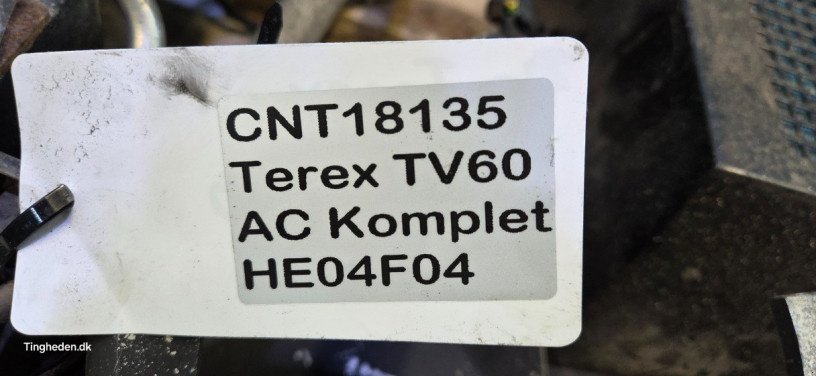 CNT18135
Terex TV60
AC Komplet
HE04F04
Tingheden.dk